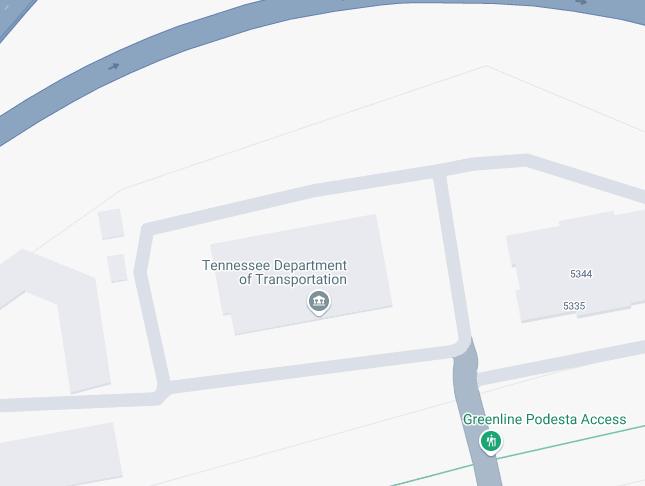 Tennessee Department
of Transportation
5344
5335
Greenline Podesta Access